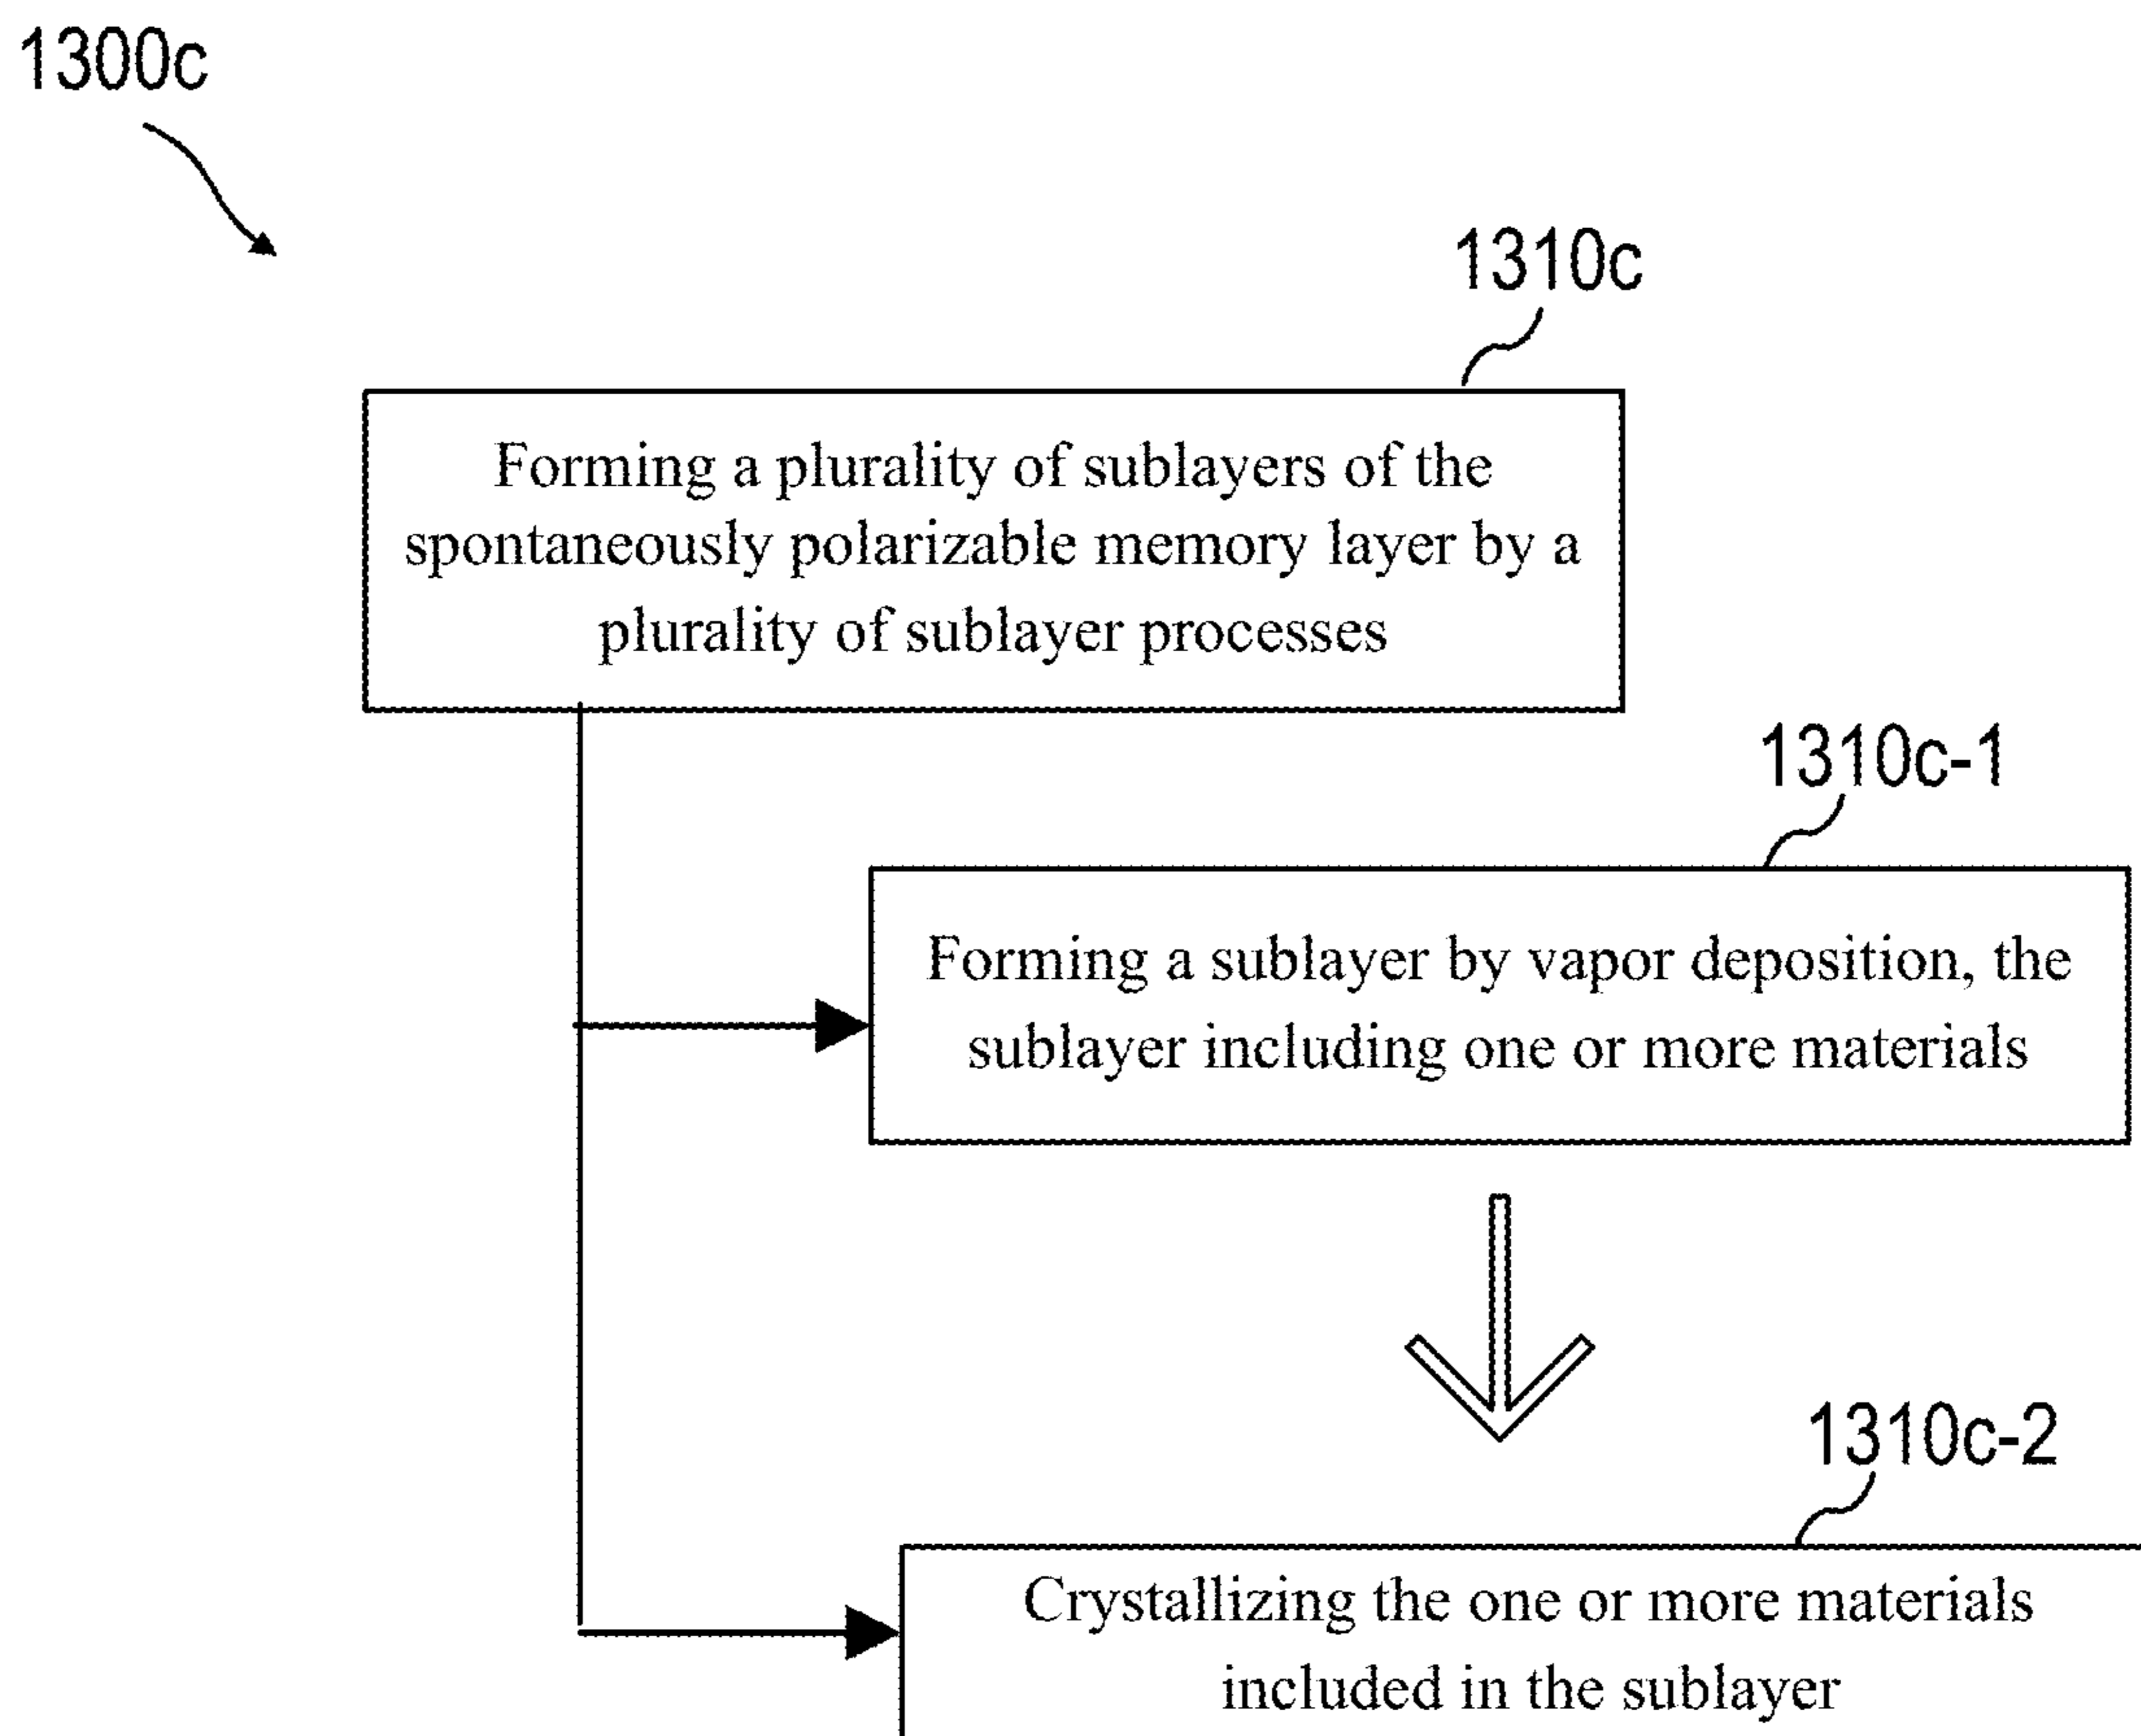 1300c
1310c
Forming a plurality of sublayers of the
spontaneously polarizable memory layer by a
plurality of sublayer processes
1310c-1
Forming a sublayer by vapor deposition, the
sublayer including one or more materials
1310c-2
Crystallizing the one or more materials
included in the sublayer